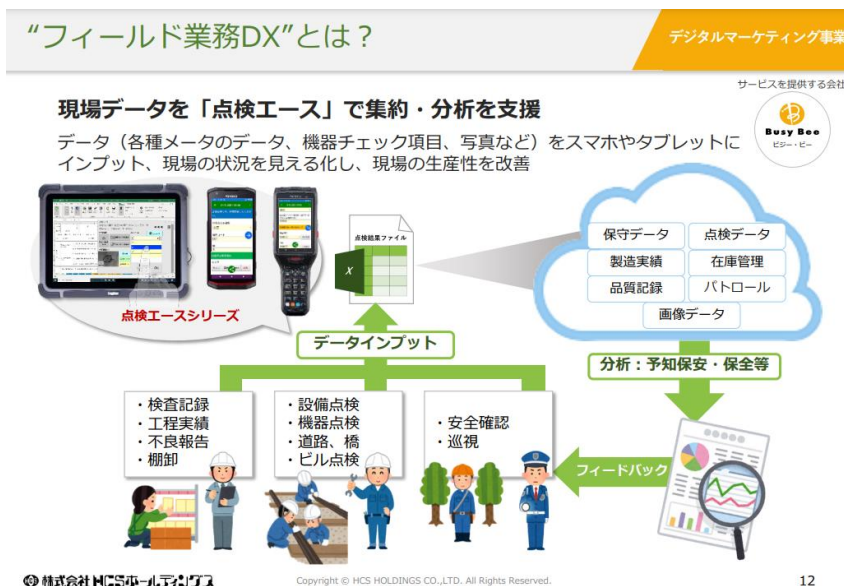 “フィールド業務DX”とは？
デジタルマーケティング事業
サービスを提供する会社
Busy Bee
ビジー・ビー
現場データを「点検エース」で集約・分析を支援
データ（各種メータのデータ、機器チェック項目、写真など）をスマホやタブレットに
インプット、現場の状況を見える化し、現場の生産性を改善
点検結果ファイル
X
点検エースシリーズ
保守データ
点検データ
製造実績
在庫管理
品質記録
パトロール
画像データ
データインプット
分析：予知保安・保全等
・検査記録
・工程実績
・不良報告
・棚卸
・設備点検
・機器点検
・道路、橋
・ビル点検
・安全確認
・巡視
フィードバック
株式会社HCSホールディングス
Copyright © HCS HOLDINGS CO.,LTD. All Rights Reserved.
12